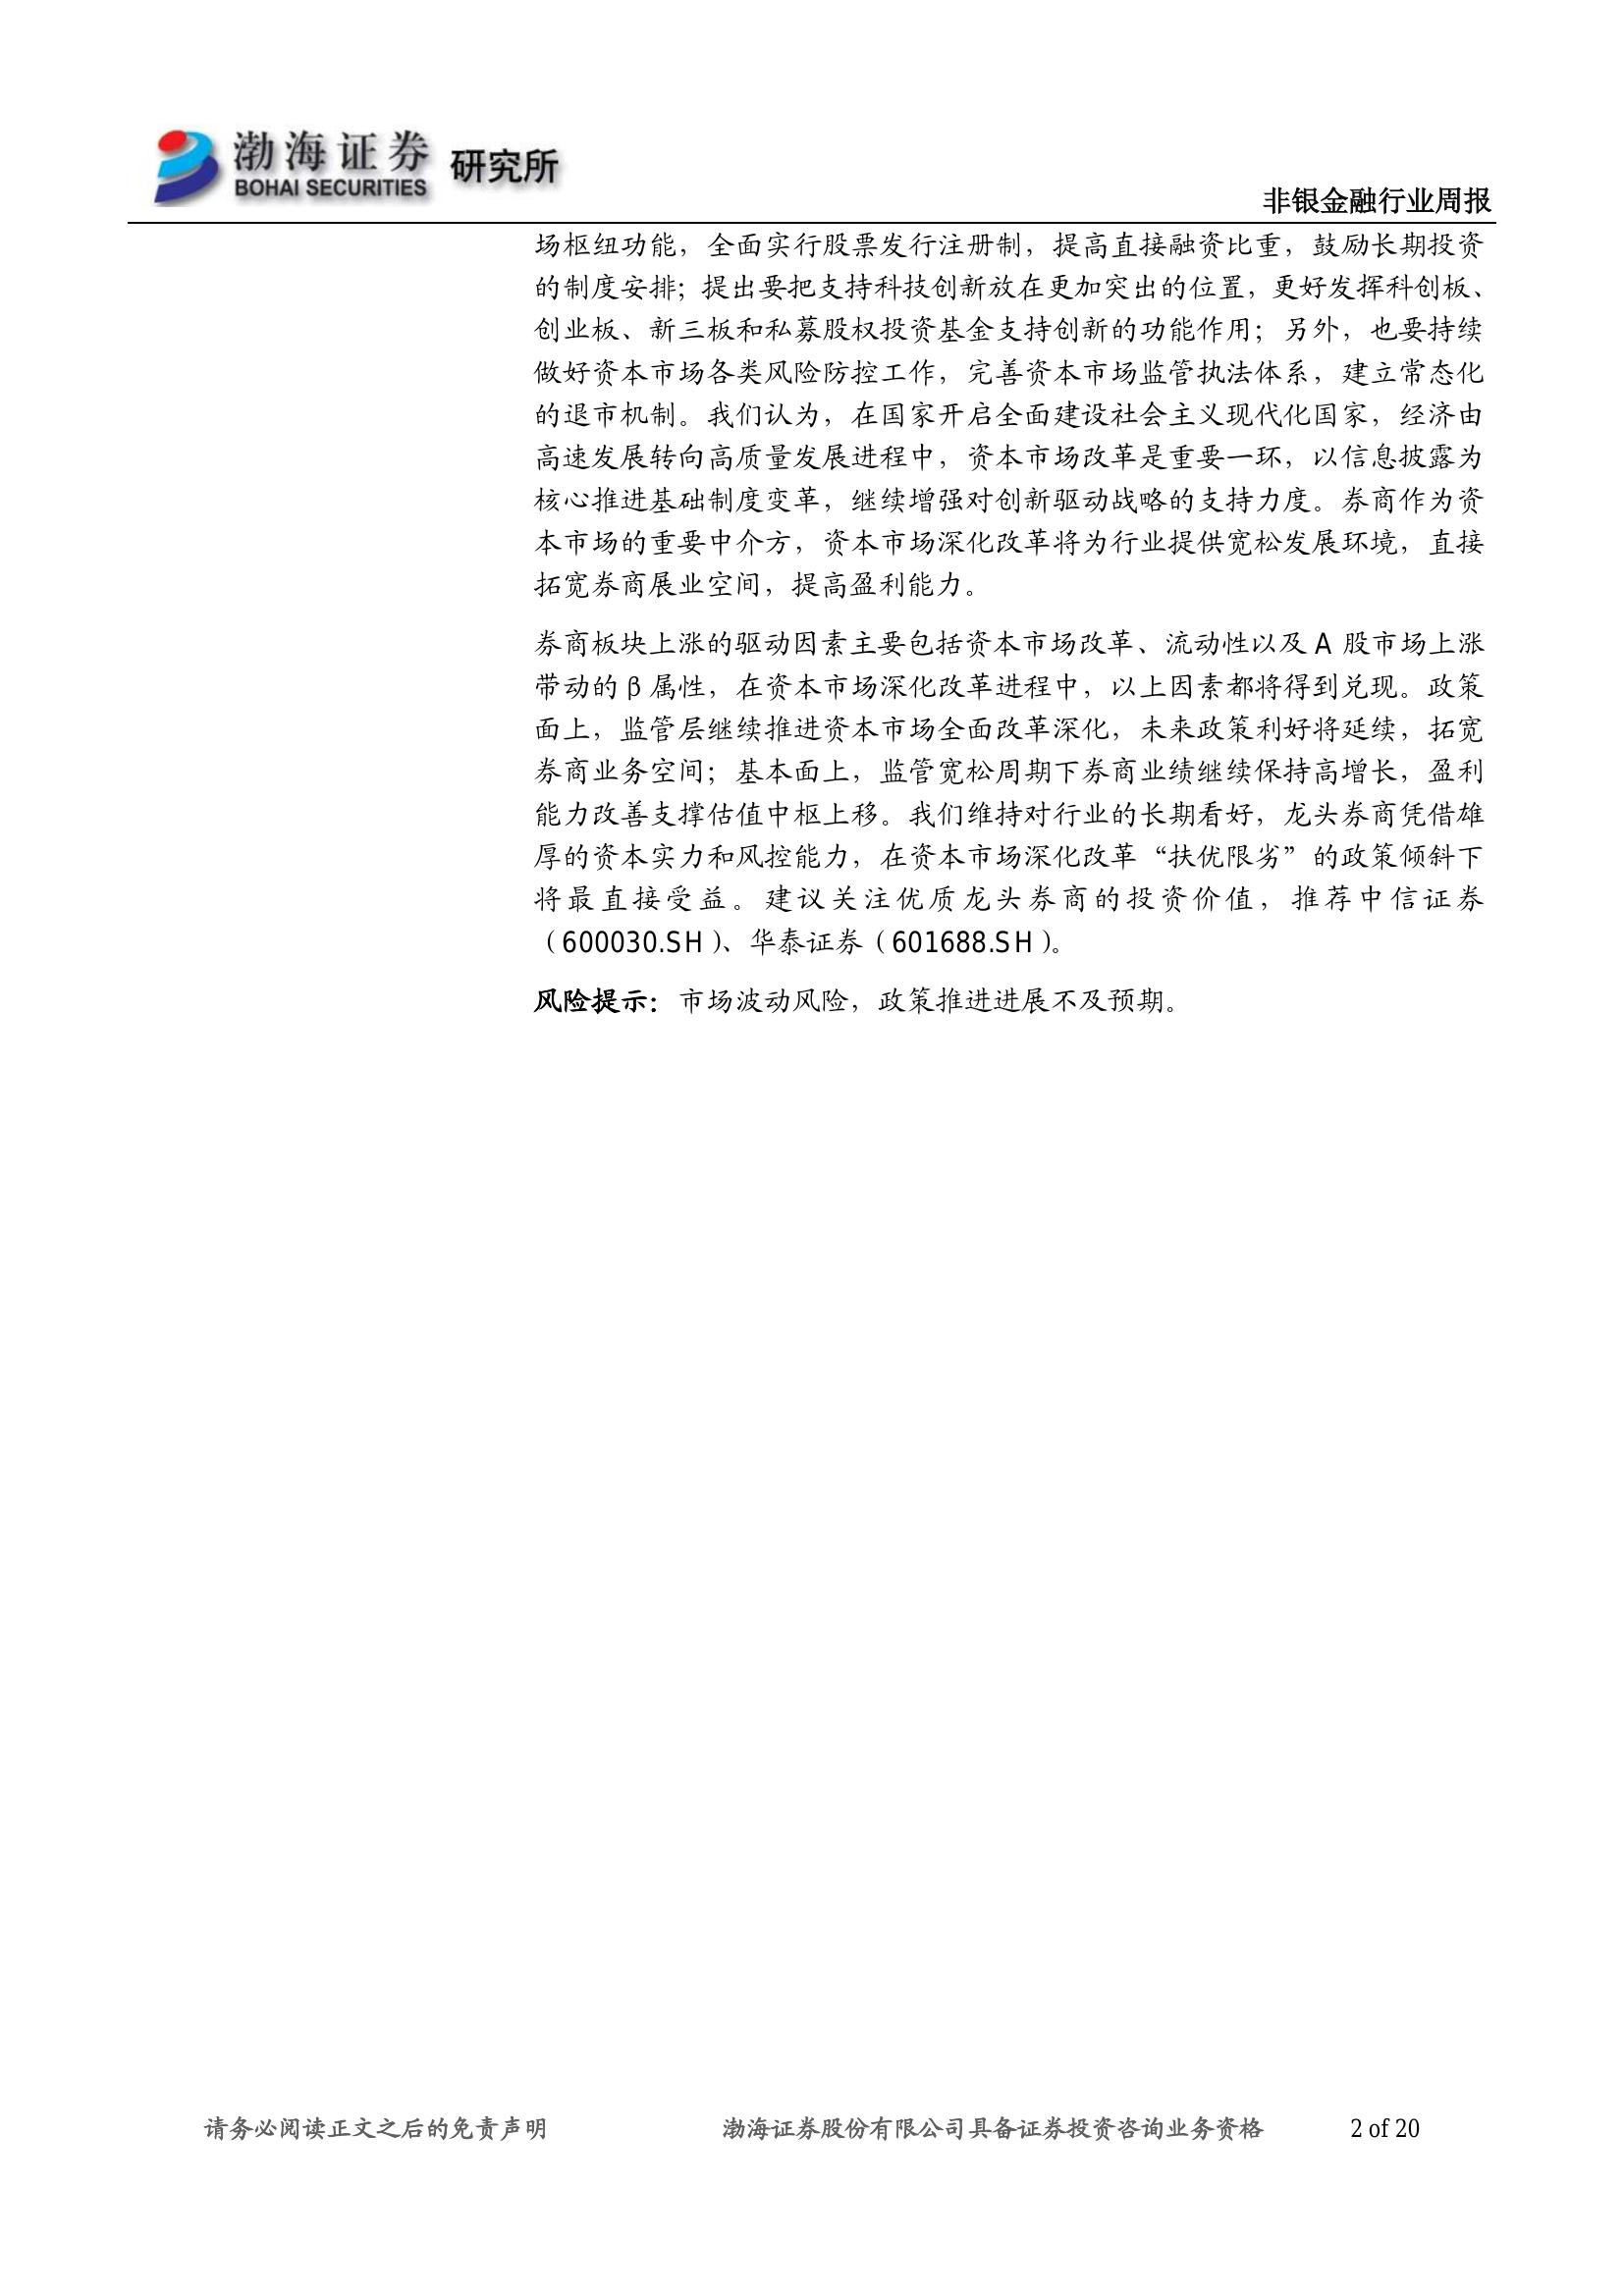 渤海证券 研究所
BOHAI SECURITIES
非银金融行业周报
场枢纽功能，全面实行股票发行注册制，提高直接融资比重，鼓励长期投资
的制度安排；提出要把支持科技创新放在更加突出的位置，更好发挥科创板、
创业板、新三板和私募股权投资基金支持创新的功能作用；另外，也要持续
做好资本市场各类风险防控工作，完善资本市场监管执法体系，建立常态化
的退市机制。我们认为，在国家开启全面建设社会主义现代化国家，经济由
高速发展转向高质量发展进程中，资本市场改革是重要一环，以信息披露为
核心推进基础制度变革，继续增强对创新驱动战略的支持力度。券商作为资
本市场的重要中介方，资本市场深化改革将为行业提供宽松发展环境，直接
拓宽券商展业空间，提高盈利能力。
券商板块上涨的驱动因素主要包括资本市场改革、流动性以及 A 股市场上涨
带动的 β 属性，在资本市场深化改革进程中，以上因素都将得到兑现。政策
面上，监管层继续推进资本市场全面改革深化，未来政策利好将延续，拓宽
券商业务空间；基本面上，监管宽松周期下券商业绩继续保持高增长，盈利
能力改善支撑估值中枢上移。我们维持对行业的长期看好，龙头券商凭借雄
厚的资本实力和风控能力，在资本市场深化改革“扶优限劣”的政策倾斜下
将最直接受益。建议关注优质龙头券商的投资价值，推荐中信证券
（600030.SH）、华泰证券（601688.SH）。
风险提示：市场波动风险，政策推进进展不及预期。
请务必阅读正文之后的免责声明 渤海证券股份有限公司具备证券投资咨询业务资格 2 of 20